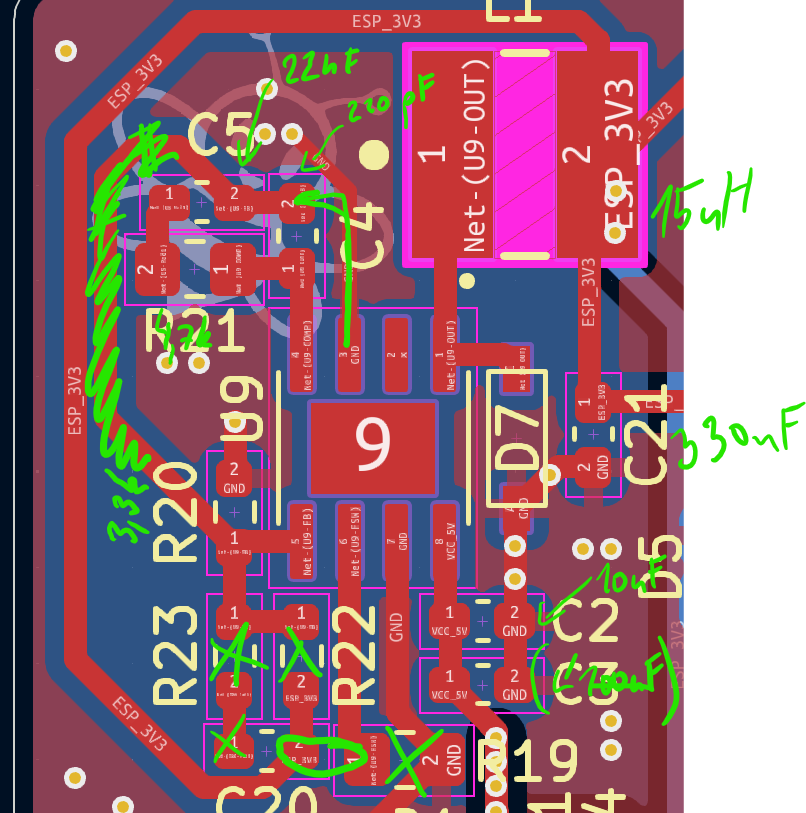 ESP_3V3
ESP_3V3
22nF
220pF
C5
GND
1
2
2
C4
1
2
1
R21
47k
1
Net-(U9-OUT)
2
ESP_3V3
ESP_3V3
15uH
ESP_3V3
4
Net-(U9-COMP)
3
GND
2
x
1
Net-(U9-OUT)
U9
9
D7
1
ESP_3V3
2
GND
C21
330uF
ESP_3V3
R20
2
GND
1
5
Net-(U9-FB)
6
Net-(U9-FSW)
7
GND
8
VCC_5V
D5
10uF
R23
1
2
1
2
ESP_3V3
R22
GND
1
VCC_5V
2
GND
C2
1
VCC_5V
2
GND
C3
ESP_3V3
1
2
1
2
GND
R19
C20
1
4